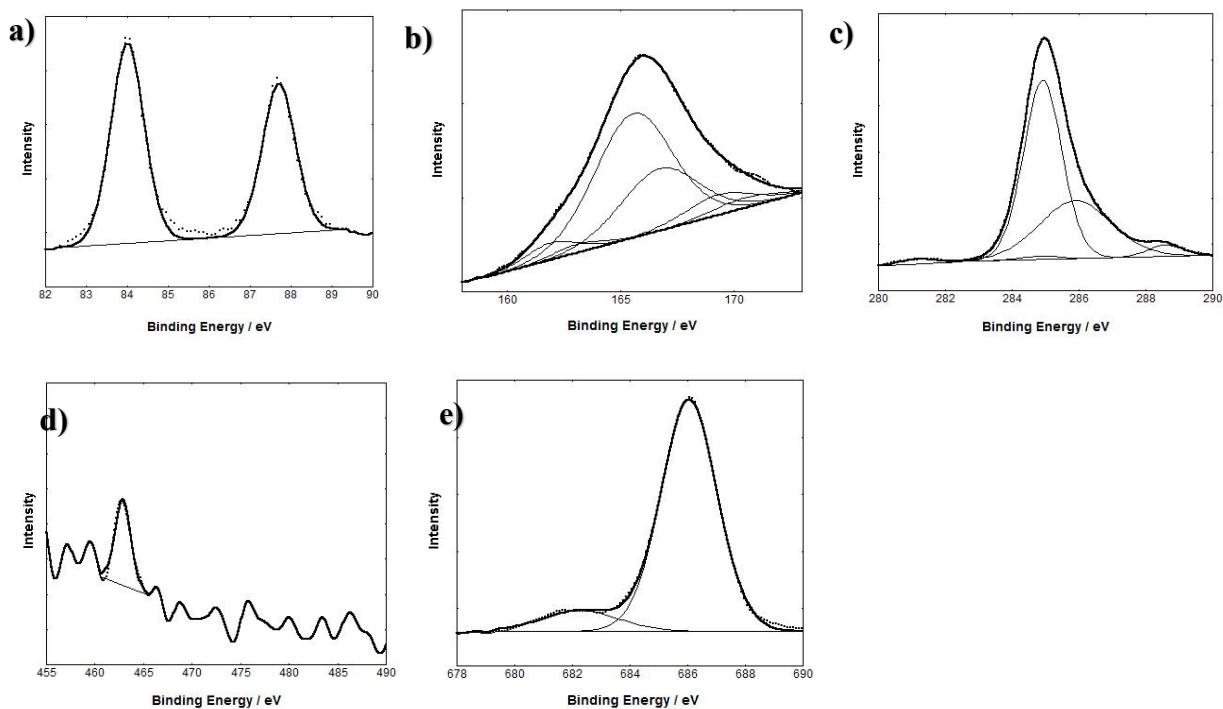 a)
Intensity
82 83 84 85 86 87 88 89 90
Binding Energy / eV
b)
Intensity
160 165 170
Binding Energy / eV
c)
Intensity
280 282 284 286 288 290
Binding Energy / eV
d)
Intensity
455 460 465 470 475 480 485 490
Binding Energy / eV
e)
Intensity
678 680 682 684 686 688 690
Binding Energy / eV